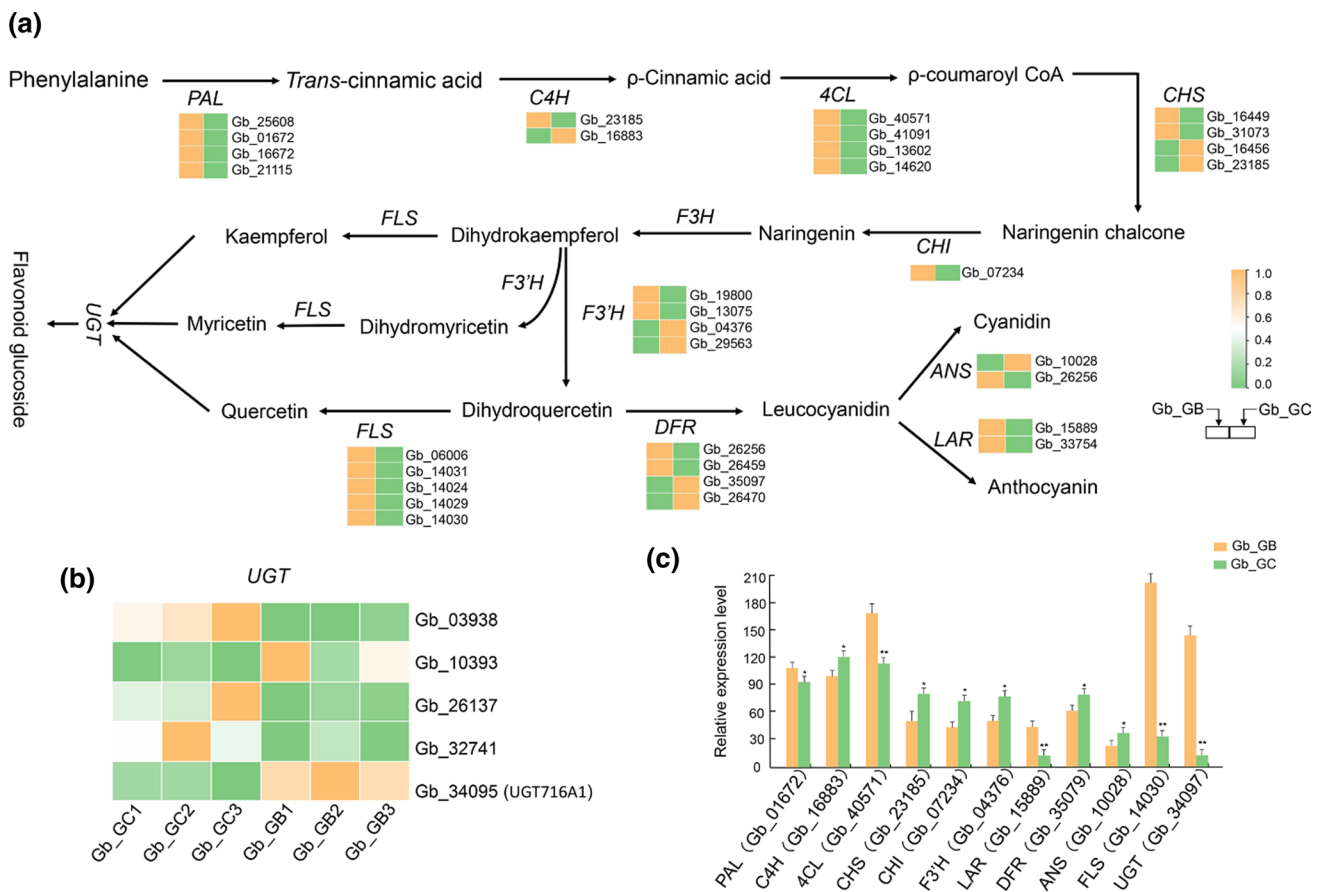 (a)
Phenylalanine
Trans-cinnamic acid
ρ-Cinnamic acid
ρ-coumaroyl CoA
PAL
Gb_25608
Gb_01672
Gb_16672
Gb_21115
C4H
Gb_23185
Gb_16883
4CL
Gb_40571
Gb_41091
Gb_13602
Gb_14620
CHS
Gb_16449
Gb_31073
Gb_16456
Gb_23185
Kaempferol
FLS
Dihydrokaempferol
F3H
Naringenin
CHI
Gb_07234
Naringenin chalcone
Flavonoid glucoside
UGT
Myricetin
FLS
Dihydromyricetin
F3'H
F3'H
Gb_19800
Gb_13075
Gb_04376
Gb_29563
Cyanidin
ANS
Gb_10028
Gb_26256
LAR
Gb_15889
Gb_33754
Anthocyanin
Quercetin
FLS
Gb_06006
Gb_14031
Gb_14024
Gb_14029
Gb_14030
Dihydroquercetin
DFR
Gb_26256
Gb_26459
Gb_35097
Gb_26470
Leucocyanidin
1.0
0.8
0.6
0.4
0.2
0.0
Gb_GB
Gb_GC
(b)
UGT
Gb_03938
Gb_10393
Gb_26137
Gb_32741
Gb_34095 (UGT716A1)
Gb_GC1
Gb_GC2
Gb_GC3
Gb_GB1
Gb_GB2
Gb_GB3
(c)
Gb_GB
Gb_GC
Relative expression level
210
180
150
120
90
60
30
0
*
*
**
*
*
*
**
*
*
**
**
PAL (Gb_01672)
C4H (Gb_16883)
4CL (Gb_40571)
CHS (Gb_23185)
CHI (Gb_07234)
F3'H (Gb_04376)
LAR (Gb_15889)
DFR (Gb_35079)
ANS (Gb_10028)
FLS (Gb_14030)
UGT (Gb_34097)